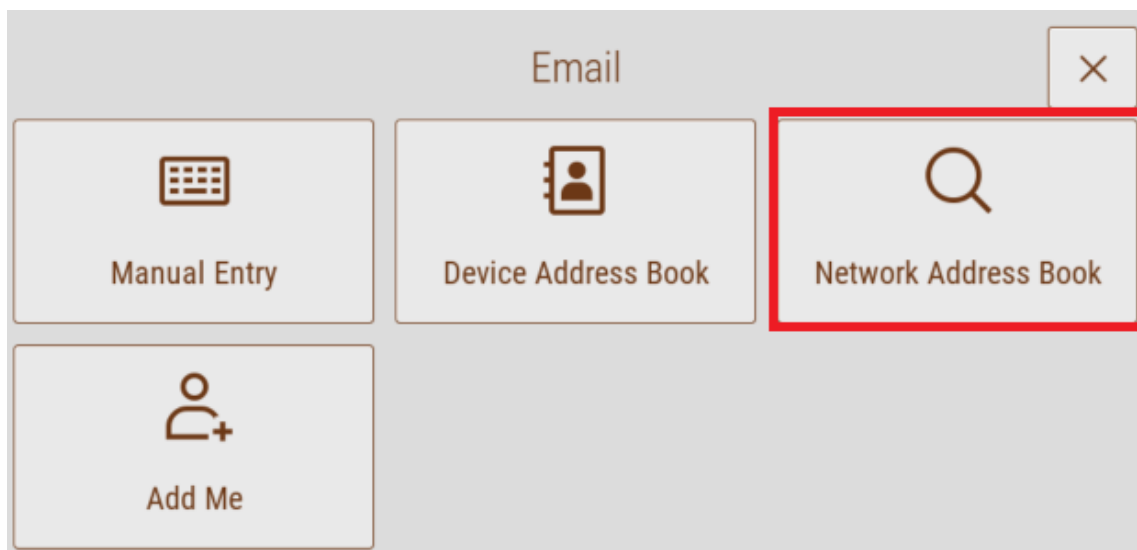 Email
Manual Entry
Device Address Book
Network Address Book
Add Me